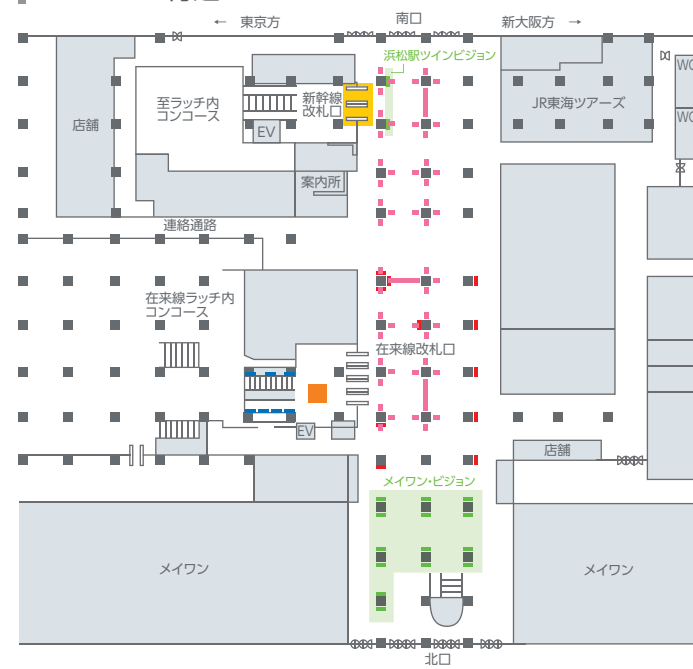 ← 東京方
南口
新大阪方 →
浜松駅ツインビジョン
WC
至ラッチ内
コンコース
新幹線
改札口
JR東海ツアーズ
店舗
EV
WC
案内所
連絡通路
在来線ラッチ内
コンコース
在来線改札口
EV
店舗
メイワン・ビジョン
メイワン
メイワン
北口